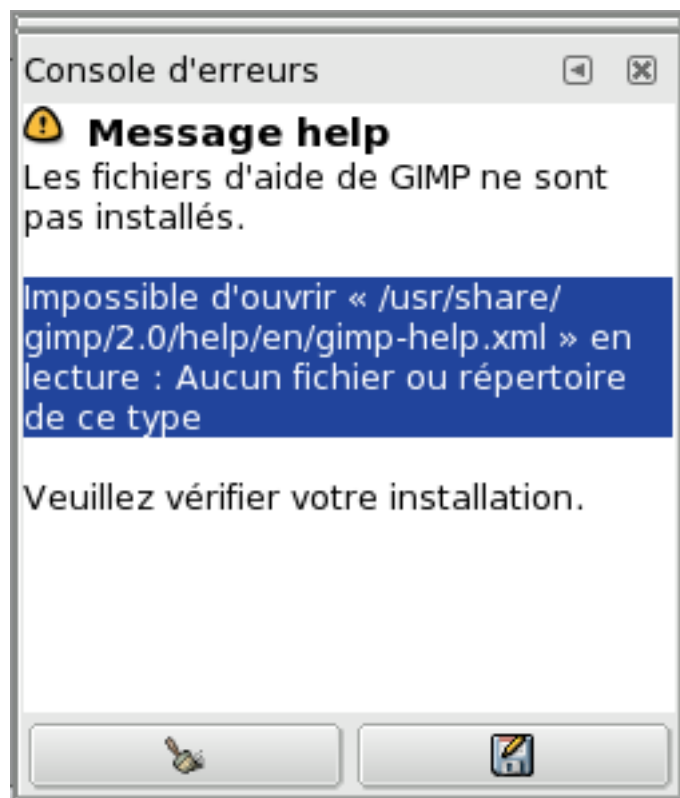 Console d'erreurs
Message help
Les fichiers d'aide de GIMP ne sont
pas installés.
Impossible d'ouvrir « /usr/share/
gimp/2.0/help/en/gimp-help.xml » en
lecture : Aucun fichier ou répertoire
de ce type
Veuillez vérifier votre installation.